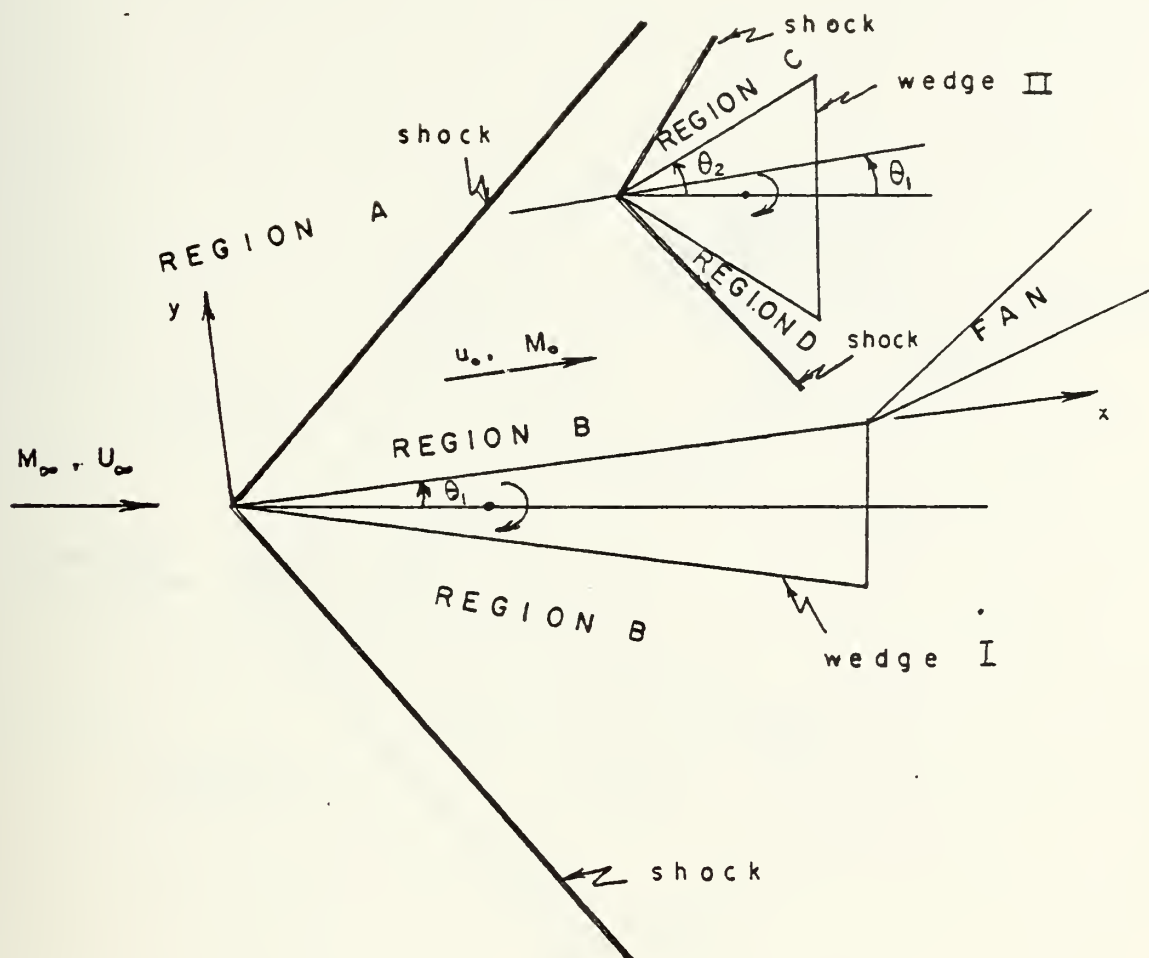 shock
REGION C
wedge II
shock
θ₂
θ₁
REGION A
y
REGION D
FAN
shock
u₀, M₀
x
REGION B
M∞, U∞
θ₁
REGION B
wedge I
shock